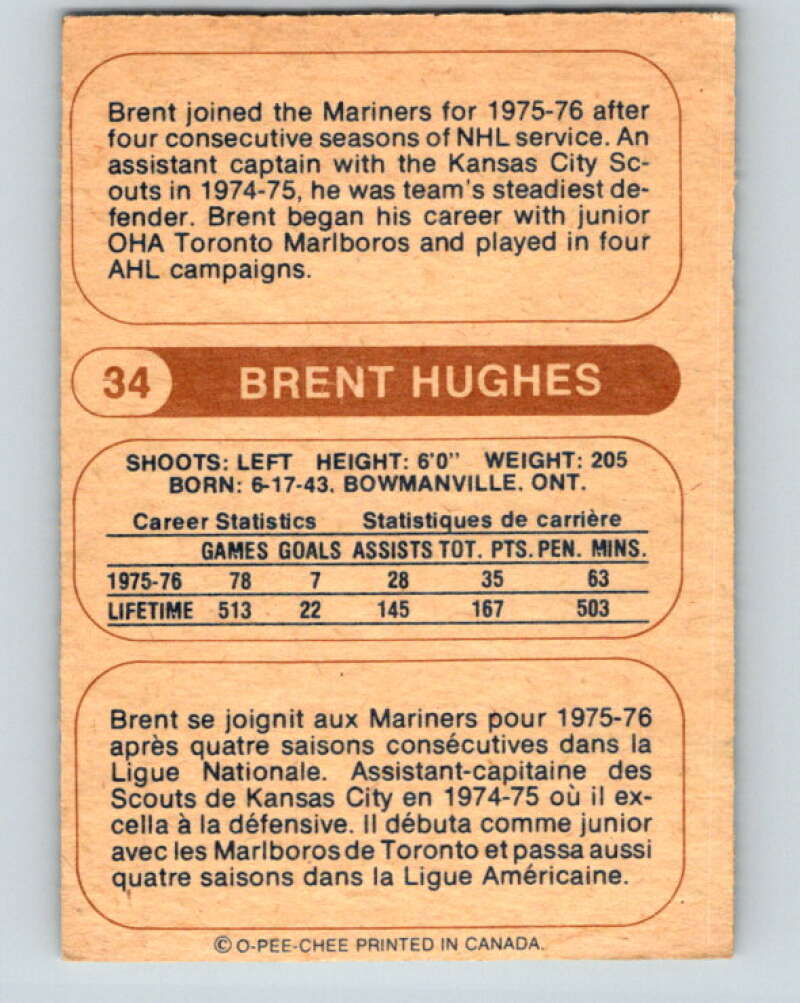 Brent joined the Mariners for 1975-76 after
four consecutive seasons of NHL service. An
assistant captain with the Kansas City Sc-
outs in 1974-75, he was team's steadiest de-
fender. Brent began his career with junior
OHA Toronto Marlboros and played in four
AHL campaigns.
34 BRENT HUGHES
SHOOTS: LEFT HEIGHT: 6'0" WEIGHT: 205
BORN: 6-17-43. BOWMANVILLE. ONT.
Career Statistics Statistiques de carrière
GAMES GOALS ASSISTS TOT. PTS. PEN. MINS.
1975-76 78 7 28 35 63
LIFETIME 513 22 145 167 503
Brent se joignit aux Mariners pour 1975-76
après quatre saisons consécutives dans la
Ligue Nationale. Assistant-capitaine des
Scouts de Kansas City en 1974-75 où il ex-
cella à la défensive. Il débuta comme junior
avec les Marlboros de Toronto et passa aussi
quatre saisons dans la Ligue Américaine.
© O-PEE-CHEE PRINTED IN CANADA.